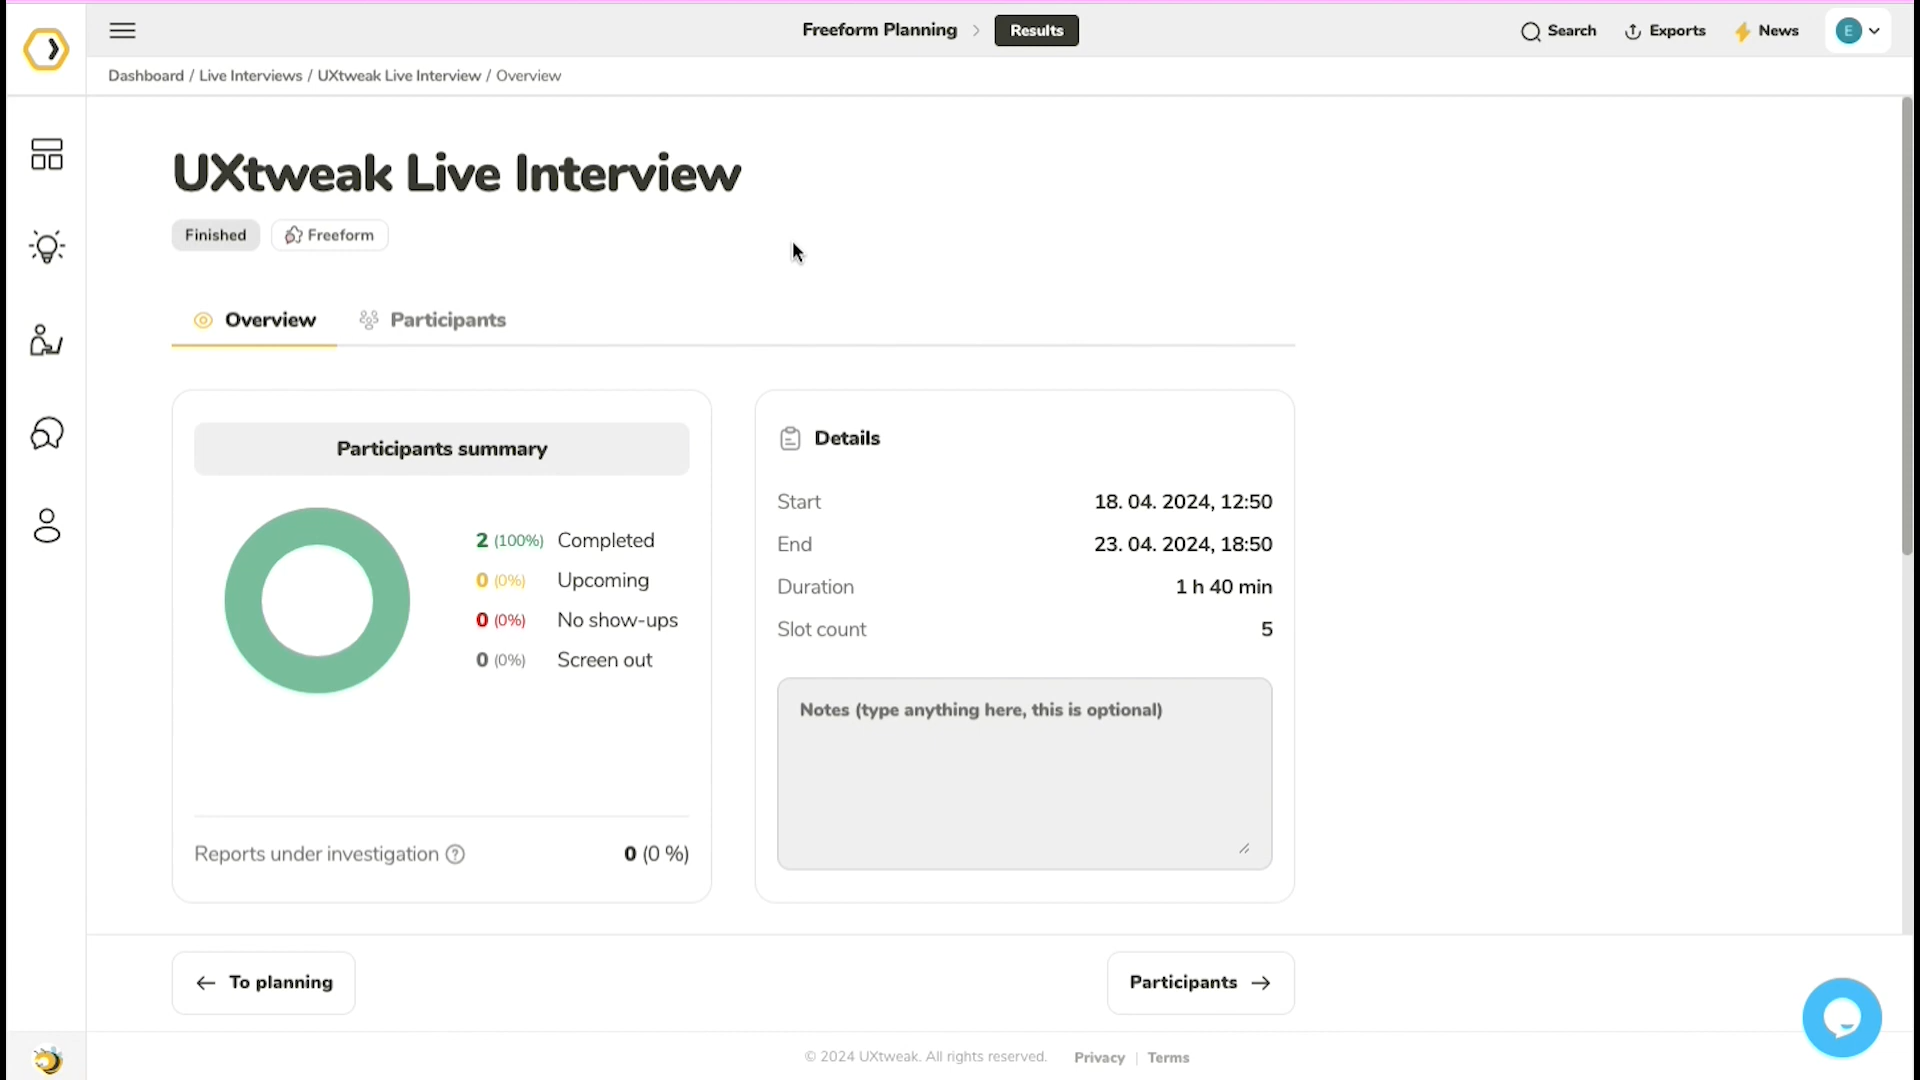 Freeform Planning
Results
Search
Exports
News
E
Dashboard / Live Interviews / UXtweak Live Interview / Overview
UXtweak Live Interview
Finished
Freeform
Overview
Participants
Participants summary
2 (100%) Completed
0 (0%) Upcoming
0 (0%) No show-ups
0 (0%) Screen out
Reports under investigation ? 0 (0 %)
Details
Start 18. 04. 2024, 12:50
End 23. 04. 2024, 18:50
Duration 1 h 40 min
Slot count 5
Notes (type anything here, this is optional)
To planning
Participants
© 2024 UXtweak. All rights reserved. Privacy | Terms